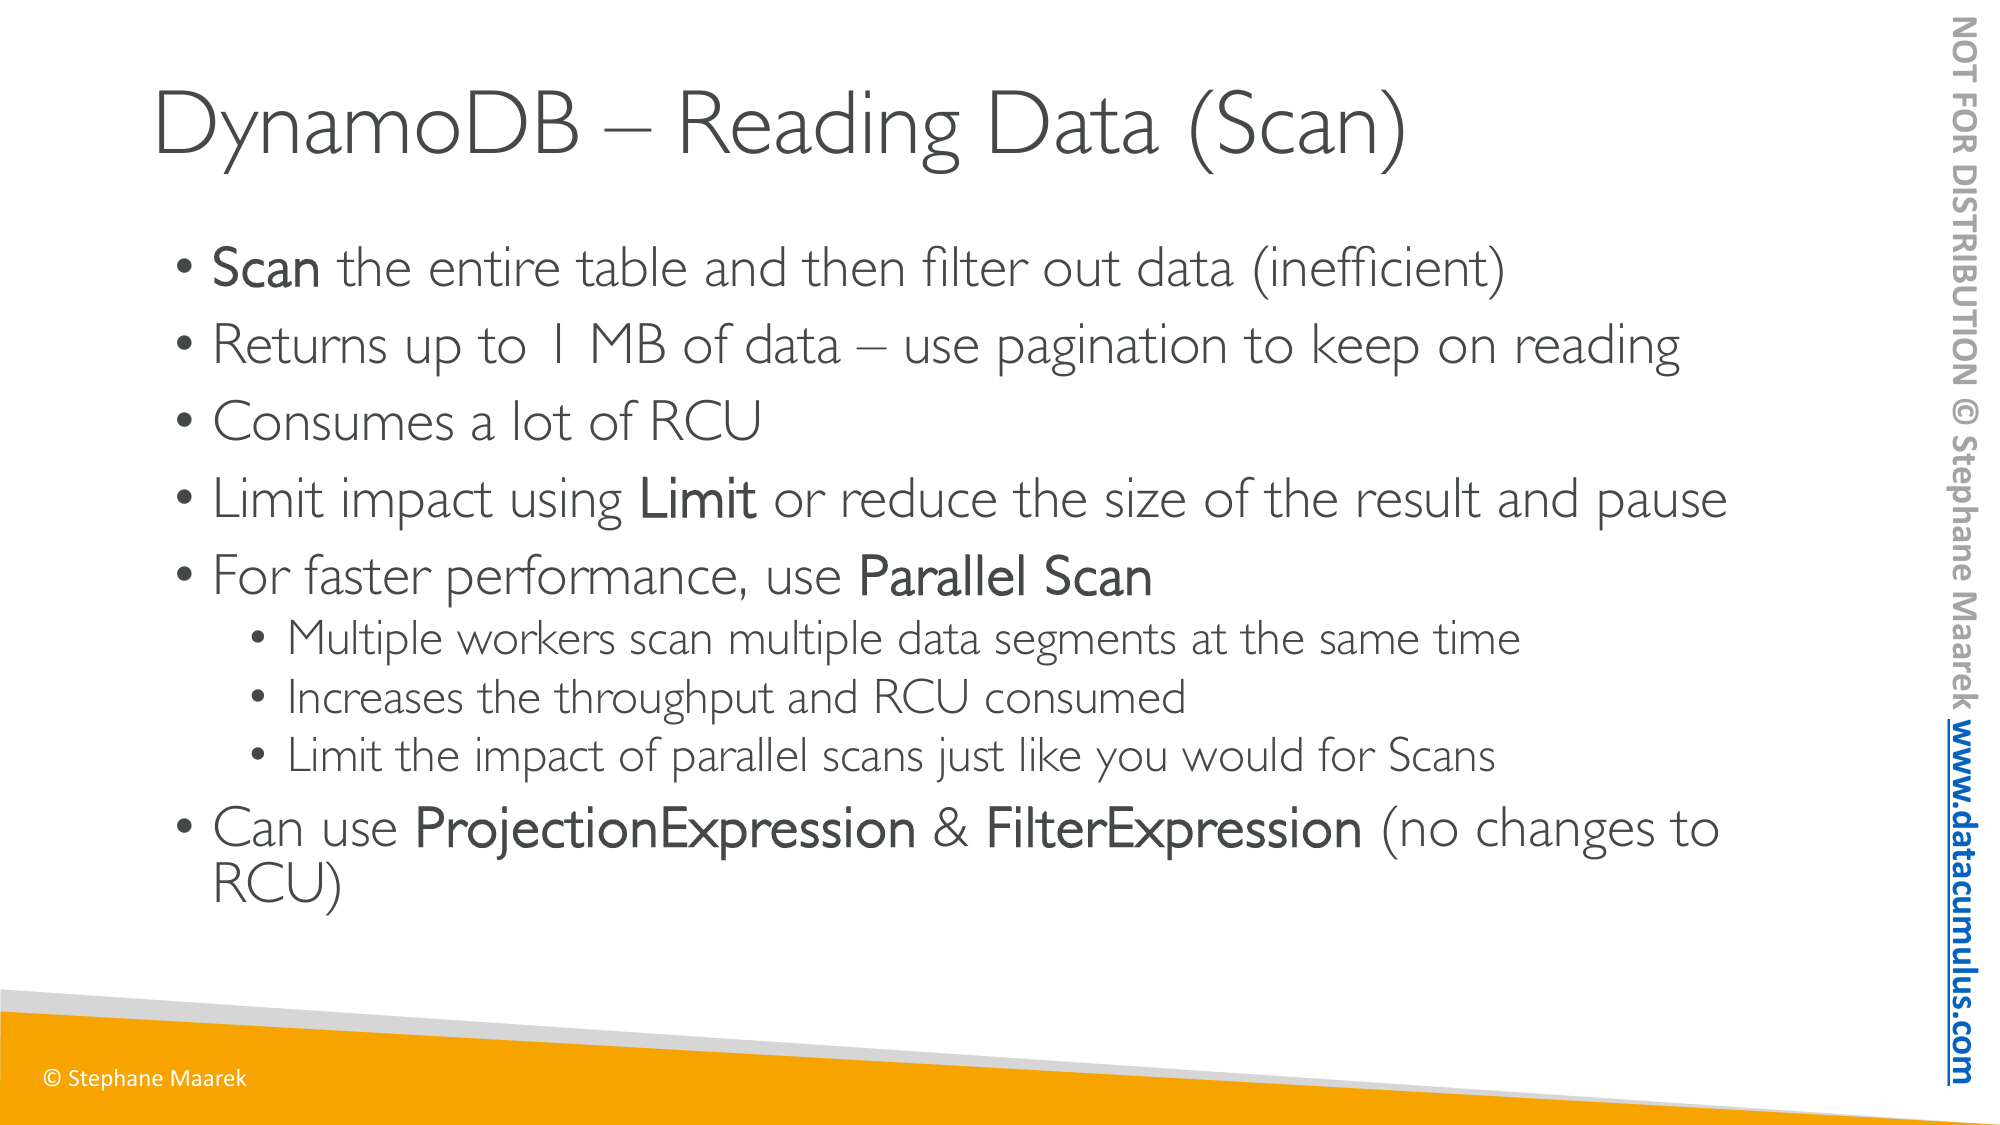 DynamoDB – Reading Data (Scan)
• Scan the entire table and then filter out data (inefficient)
• Returns up to 1 MB of data – use pagination to keep on reading
• Consumes a lot of RCU
• Limit impact using Limit or reduce the size of the result and pause
• For faster performance, use Parallel Scan
• Multiple workers scan multiple data segments at the same time
• Increases the throughput and RCU consumed
• Limit the impact of parallel scans just like you would for Scans
• Can use ProjectionExpression & FilterExpression (no changes to
RCU)
© Stephane Maarek
NOT FOR DISTRIBUTION © Stephane Maarek www.datacumulus.com